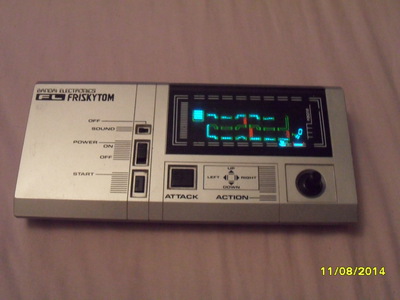 BANDAI ELECTRONICS
FL FRISKYTOM
OFF
SOUND
POWER
ON
OFF
START
ATTACK
UP
LEFT
RIGHT
DOWN
ACTION
11/08/2014